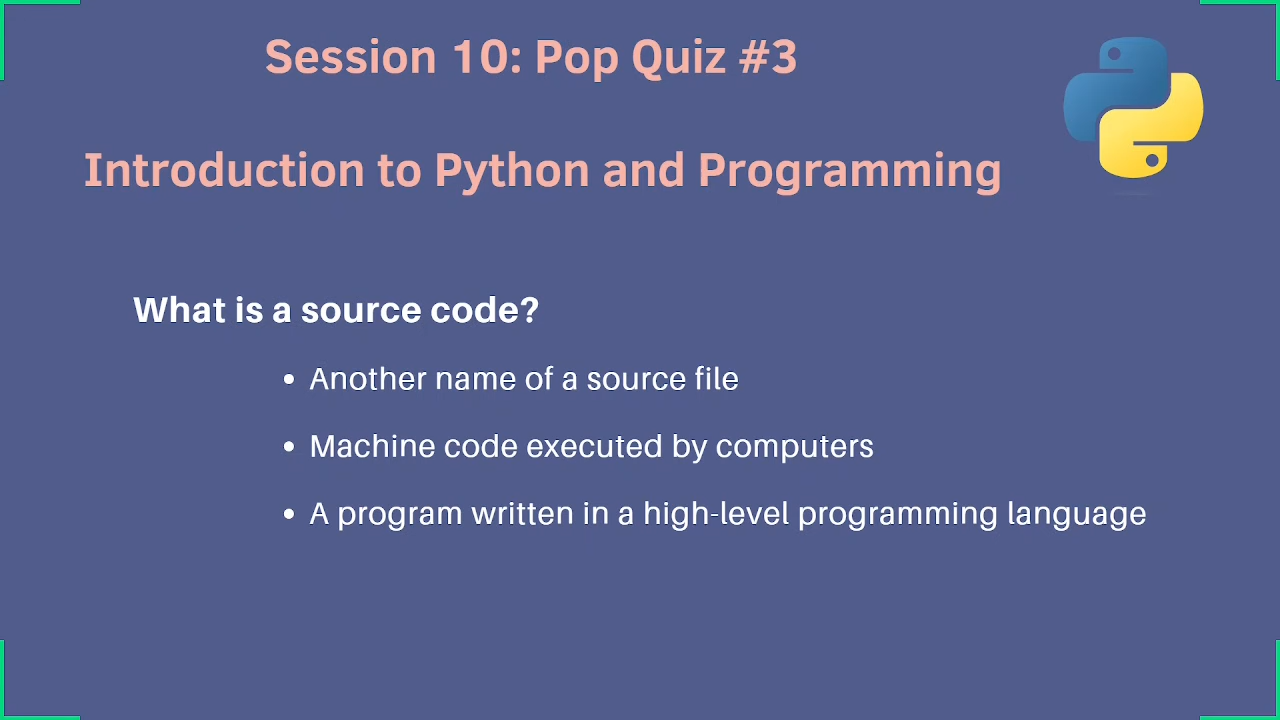 Session 10: Pop Quiz #3
Introduction to Python and Programming
What is a source code?
• Another name of a source file
• Machine code executed by computers
• A program written in a high-level programming language